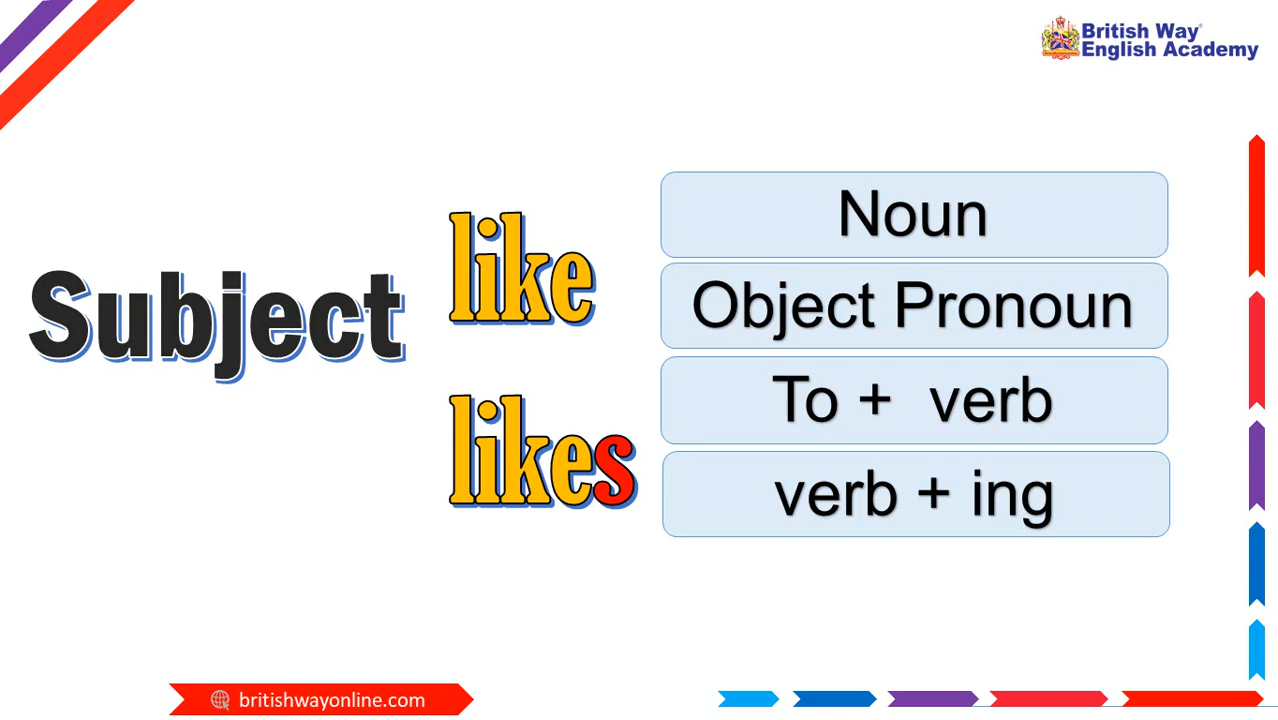 British Way
English Academy
Subject
like
likes
Noun
Object Pronoun
To + verb
verb + ing
britishwayonline.com